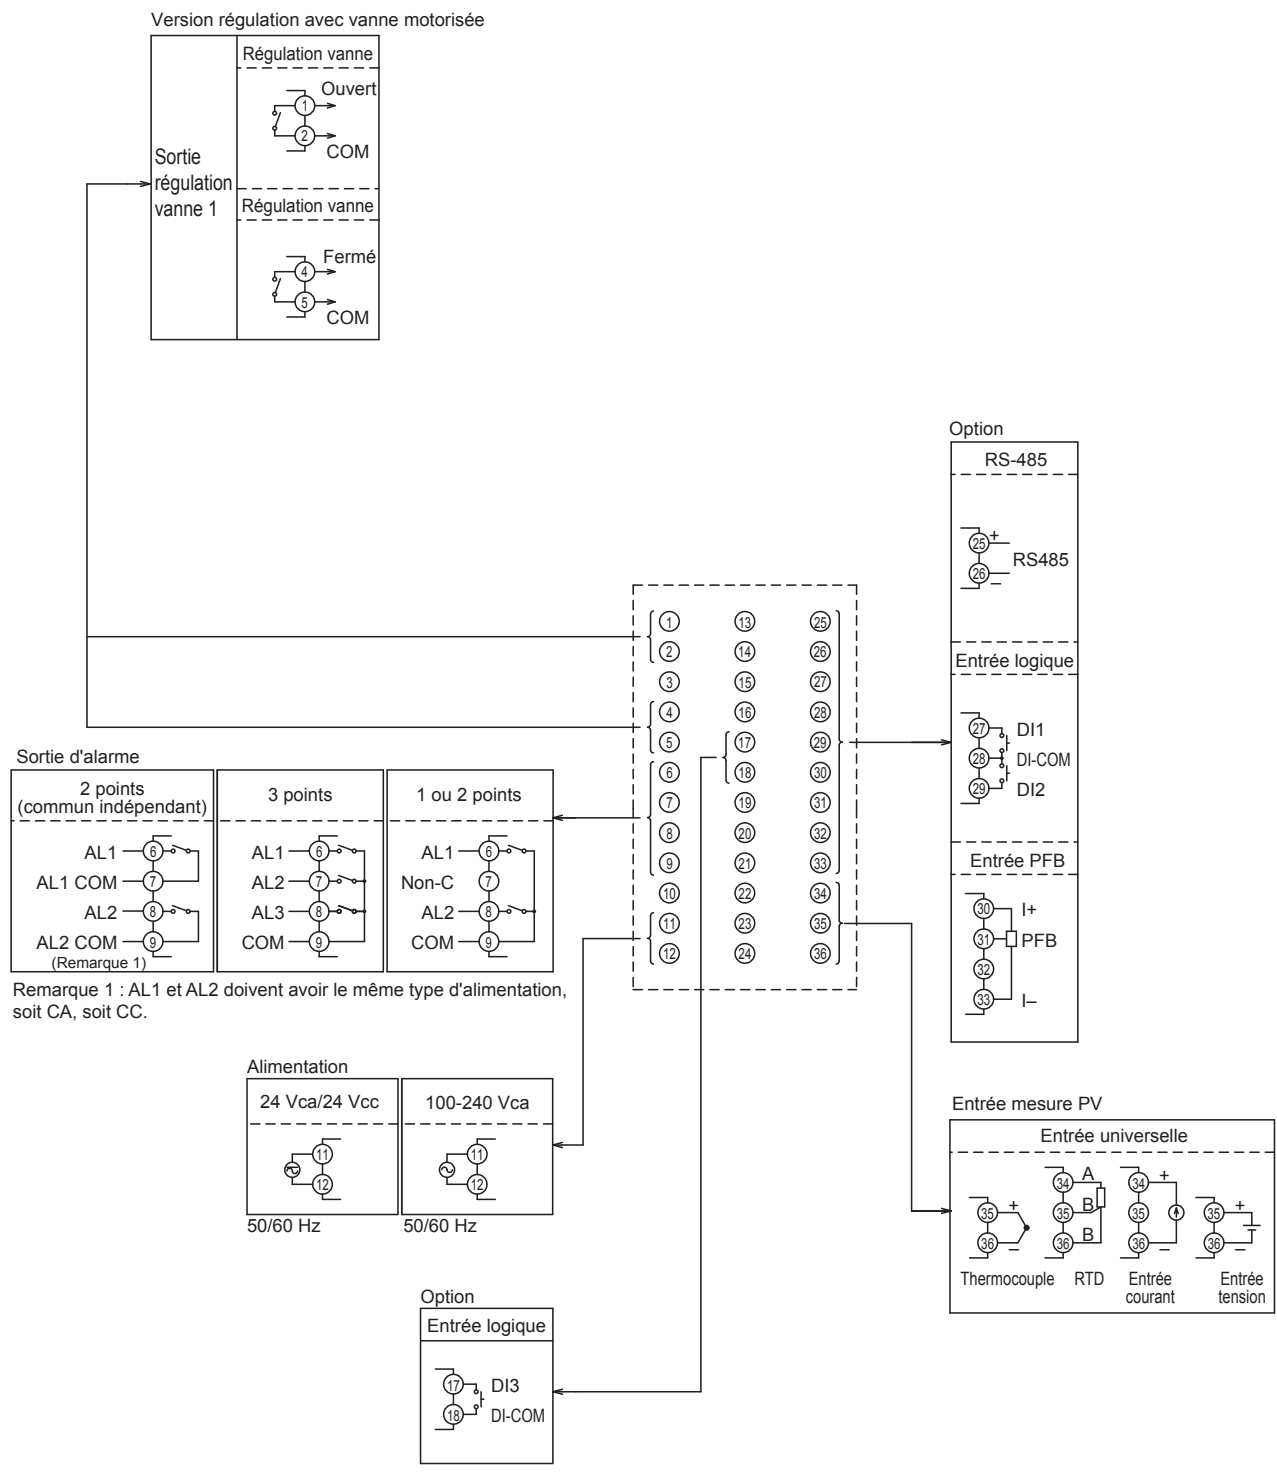 Version régulation avec vanne motorisée
Régulation vanne
Ouvert
1
2
COM
Sortie
régulation
vanne 1
Régulation vanne
Fermé
4
5
COM
Option
RS-485
25 +
RS485
26 –
Entrée logique
27 DI1
28 DI-COM
29 DI2
Entrée PFB
30 I+
31 PFB
32
33 I–
1 13 25
2 14 26
3 15 27
4 16 28
5 17 29
6 18 30
7 19 31
8 20 32
9 21 33
10 22 34
11 23 35
12 24 36
Sortie d'alarme
2 points
(commun indépendant)
AL1 6
AL1 COM 7
AL2 8
AL2 COM 9
(Remarque 1)
3 points
AL1 6
AL2 7
AL3 8
COM 9
1 ou 2 points
AL1 6
Non-C 7
AL2 8
COM 9
Remarque 1 : AL1 et AL2 doivent avoir le même type d'alimentation,
soit CA, soit CC.
Alimentation
24 Vca/24 Vcc
11
12
50/60 Hz
100-240 Vca
11
12
50/60 Hz
Entrée mesure PV
Entrée universelle
35 +
36 –
Thermocouple
34 A
35 B
36 B
RTD
34 +
35
36 –
Entrée
courant
35 +
36 –
Entrée
tension
Option
Entrée logique
17 DI3
18 DI-COM